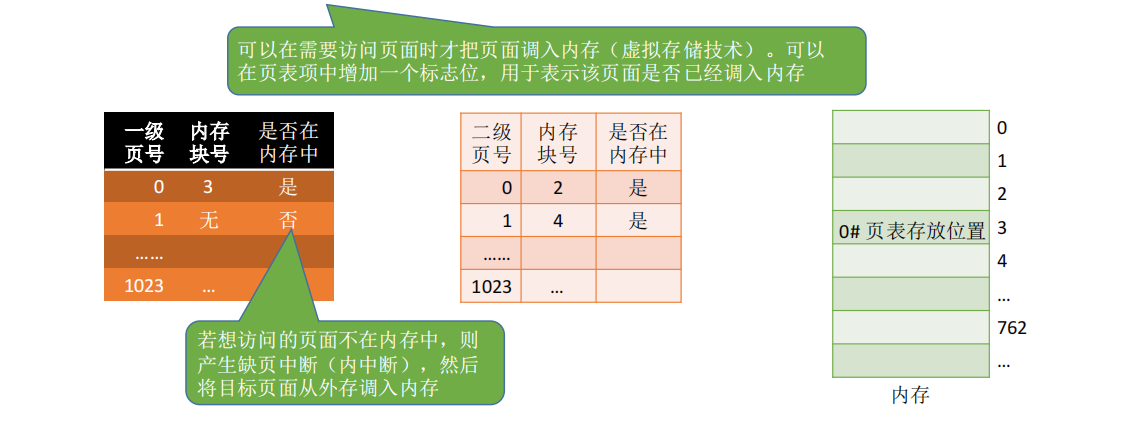 可以在需要访问页面时才把页面调入内存（虚拟存储技术）。可以
在页表项中增加一个标志位，用于表示该页面是否已经调入内存
一级页号 内存块号 是否在内存中
0 3 是
1 无 否
……
1023 …
二级页号 内存块号 是否在内存中
0 2 是
1 4 是
……
1023 …
0
1
2
0# 页表存放位置 3
4
…
762
…
内存
若想访问的页面不在内存中，则
产生缺页中断（内中断），然后
将目标页面从外存调入内存